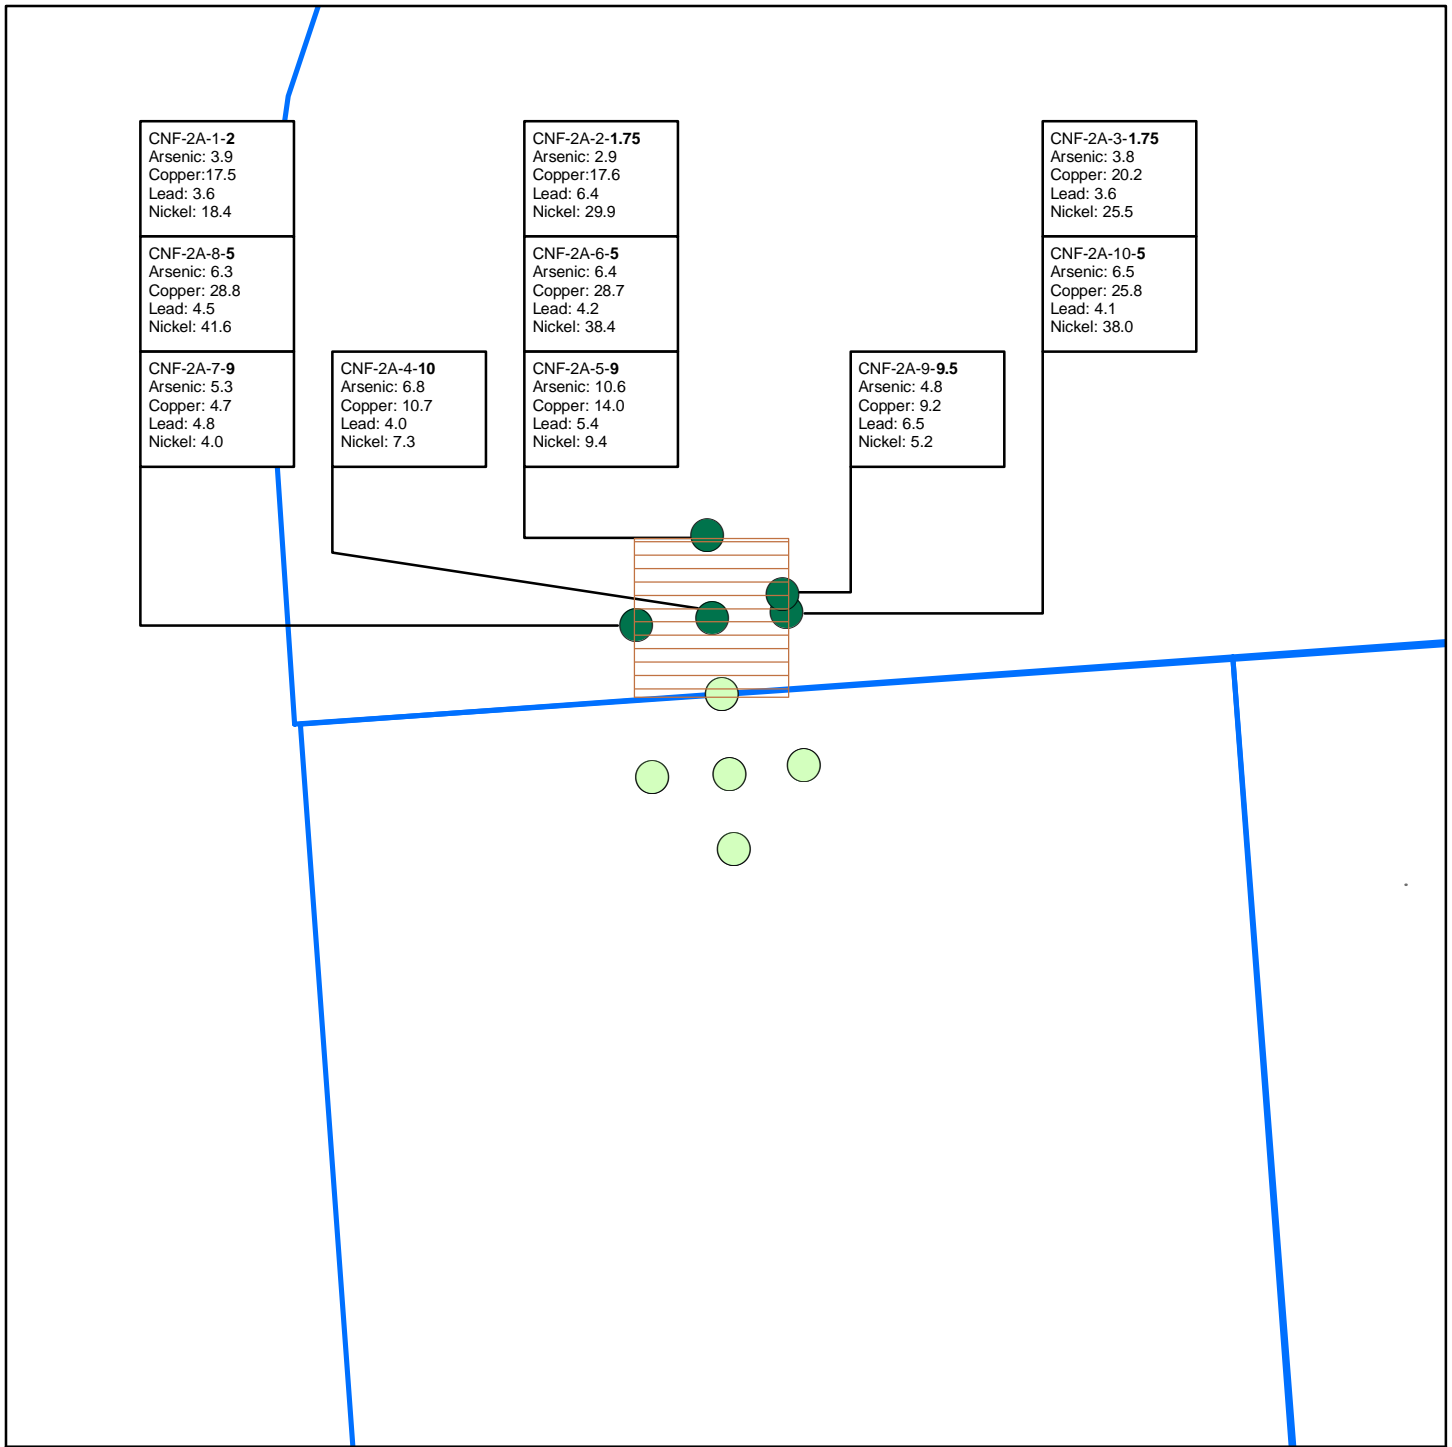 CNF-2A-1-2
Arsenic: 3.9
Copper:17.5
Lead: 3.6
Nickel: 18.4
CNF-2A-8-5
Arsenic: 6.3
Copper: 28.8
Lead: 4.5
Nickel: 41.6
CNF-2A-7-9
Arsenic: 5.3
Copper: 4.7
Lead: 4.8
Nickel: 4.0
CNF-2A-4-10
Arsenic: 6.8
Copper: 10.7
Lead: 4.0
Nickel: 7.3
CNF-2A-2-1.75
Arsenic: 2.9
Copper:17.6
Lead: 6.4
Nickel: 29.9
CNF-2A-6-5
Arsenic: 6.4
Copper: 28.7
Lead: 4.2
Nickel: 38.4
CNF-2A-5-9
Arsenic: 10.6
Copper: 14.0
Lead: 5.4
Nickel: 9.4
CNF-2A-9-9.5
Arsenic: 4.8
Copper: 9.2
Lead: 6.5
Nickel: 5.2
CNF-2A-3-1.75
Arsenic: 3.8
Copper: 20.2
Lead: 3.6
Nickel: 25.5
CNF-2A-10-5
Arsenic: 6.5
Copper: 25.8
Lead: 4.1
Nickel: 38.0